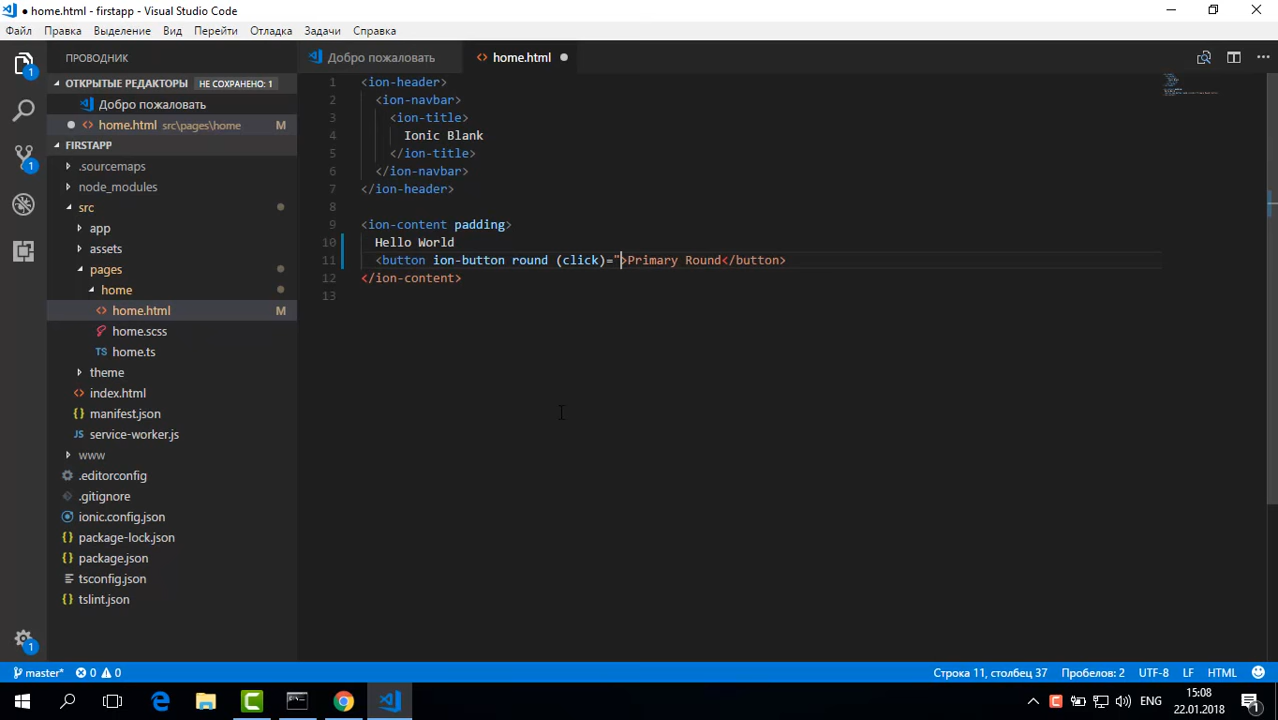 ● home.html - firstapp - Visual Studio Code
Файл Правка Выделение Вид Перейти Отладка Задачи Справка
ПРОВОДНИК
ОТКРЫТЫЕ РЕДАКТОРЫ НЕ СОХРАНЕНО: 1
Добро пожаловать
home.html src\pages\home M
FIRSTAPP
.sourcemaps
node_modules
src
app
assets
pages
home
home.html M
home.scss
home.ts
theme
index.html
manifest.json
service-worker.js
www
.editorconfig
.gitignore
ionic.config.json
package-lock.json
package.json
tsconfig.json
tslint.json
1
1
1
Добро пожаловать home.html
1 <ion-header>
2 <ion-navbar>
3 <ion-title>
4 Ionic Blank
5 </ion-title>
6 </ion-navbar>
7 </ion-header>
8
9 <ion-content padding>
10 Hello World
11 <button ion-button round (click)=">Primary Round</button>
12 </ion-content>
13
master* 0 0 Строка 11, столбец 37 Пробелов: 2 UTF-8 LF HTML
ENG 15:08
22.01.2018 1